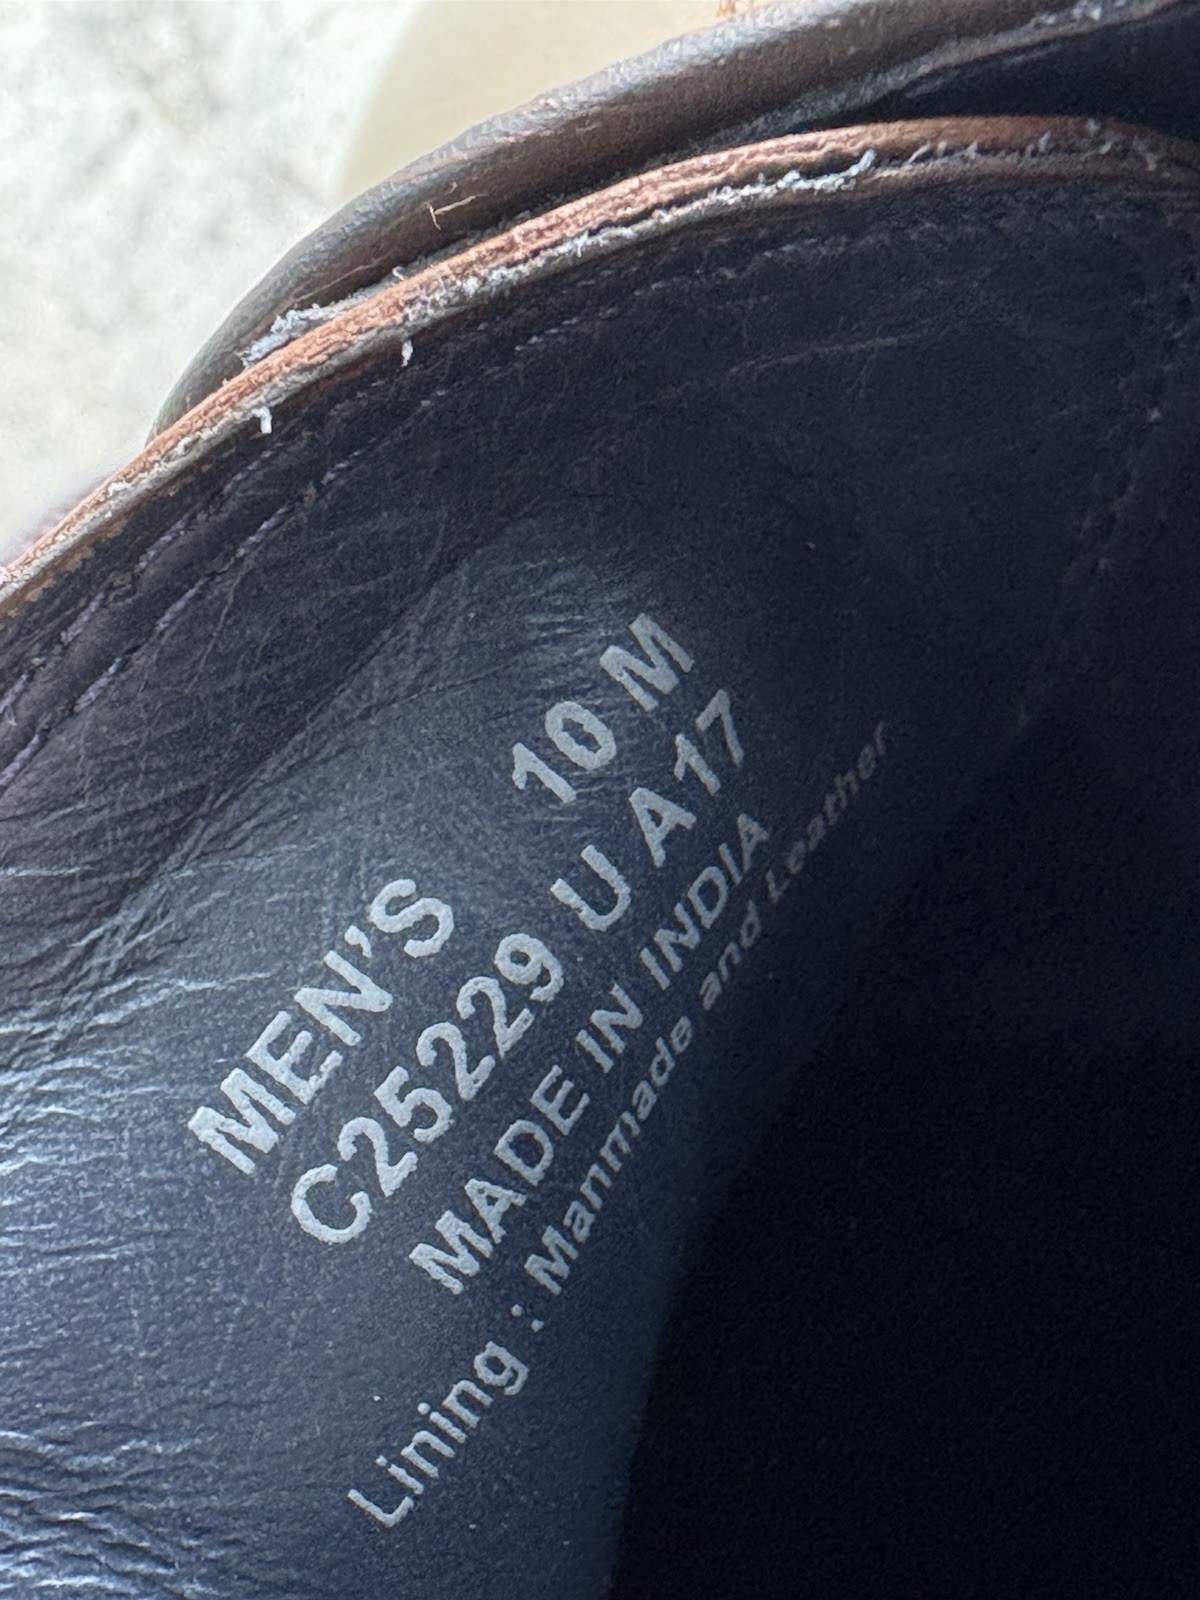 MEN'S 10 M
C25229 U A17
MADE IN INDIA
Lining : Manmade and Leather